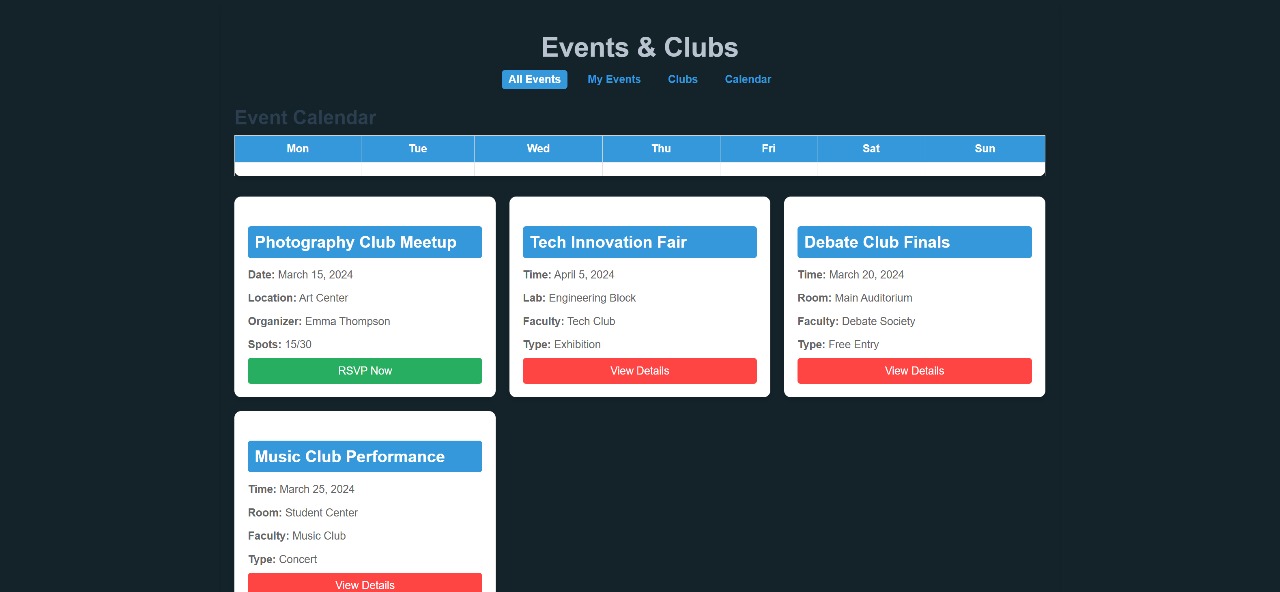 Events & Clubs
All Events My Events Clubs Calendar
Event Calendar
Mon Tue Wed Thu Fri Sat Sun
Photography Club Meetup
Date: March 15, 2024
Location: Art Center
Organizer: Emma Thompson
Spots: 15/30
RSVP Now
Tech Innovation Fair
Time: April 5, 2024
Lab: Engineering Block
Faculty: Tech Club
Type: Exhibition
View Details
Debate Club Finals
Time: March 20, 2024
Room: Main Auditorium
Faculty: Debate Society
Type: Free Entry
View Details
Music Club Performance
Time: March 25, 2024
Room: Student Center
Faculty: Music Club
Type: Concert
View Details